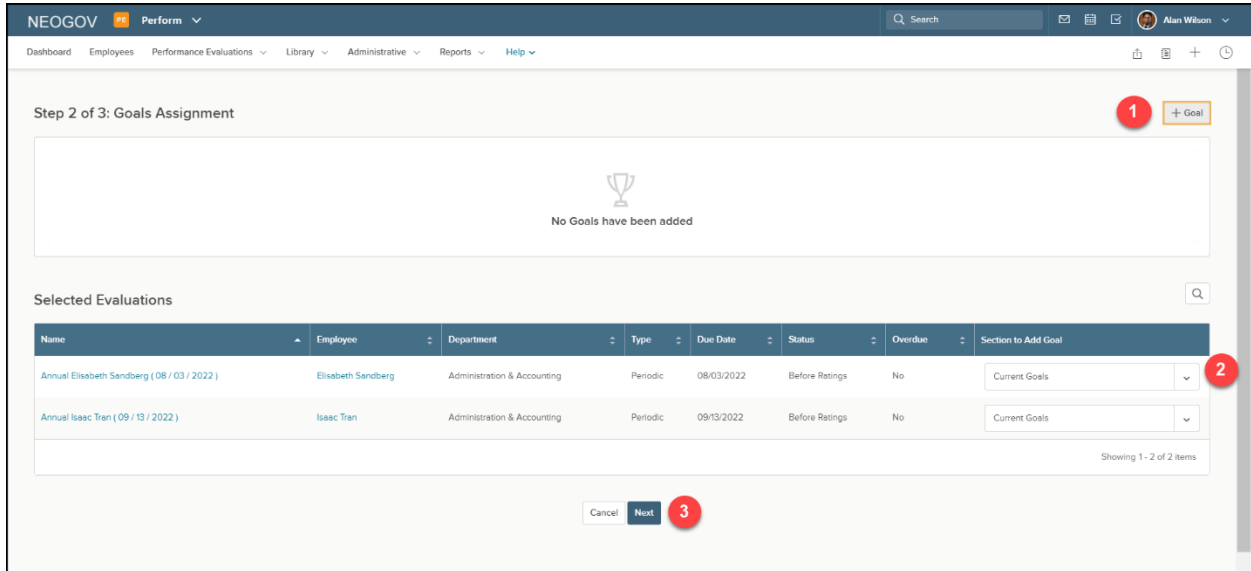 NEOGOV PE Perform Search Alan Wilson
Dashboard Employees Performance Evaluations Library Administrative Reports Help
Step 2 of 3: Goals Assignment 1 + Goal
No Goals have been added
Selected Evaluations
Name Employee Department Type Due Date Status Overdue Section to Add Goal
Annual Elisabeth Sandberg ( 08 / 03 / 2022 ) Elisabeth Sandberg Administration & Accounting Periodic 08/03/2022 Before Ratings No Current Goals 2
Annual Isaac Tran ( 09 / 13 / 2022 ) Isaac Tran Administration & Accounting Periodic 09/13/2022 Before Ratings No Current Goals
Showing 1 - 2 of 2 items
Cancel Next 3